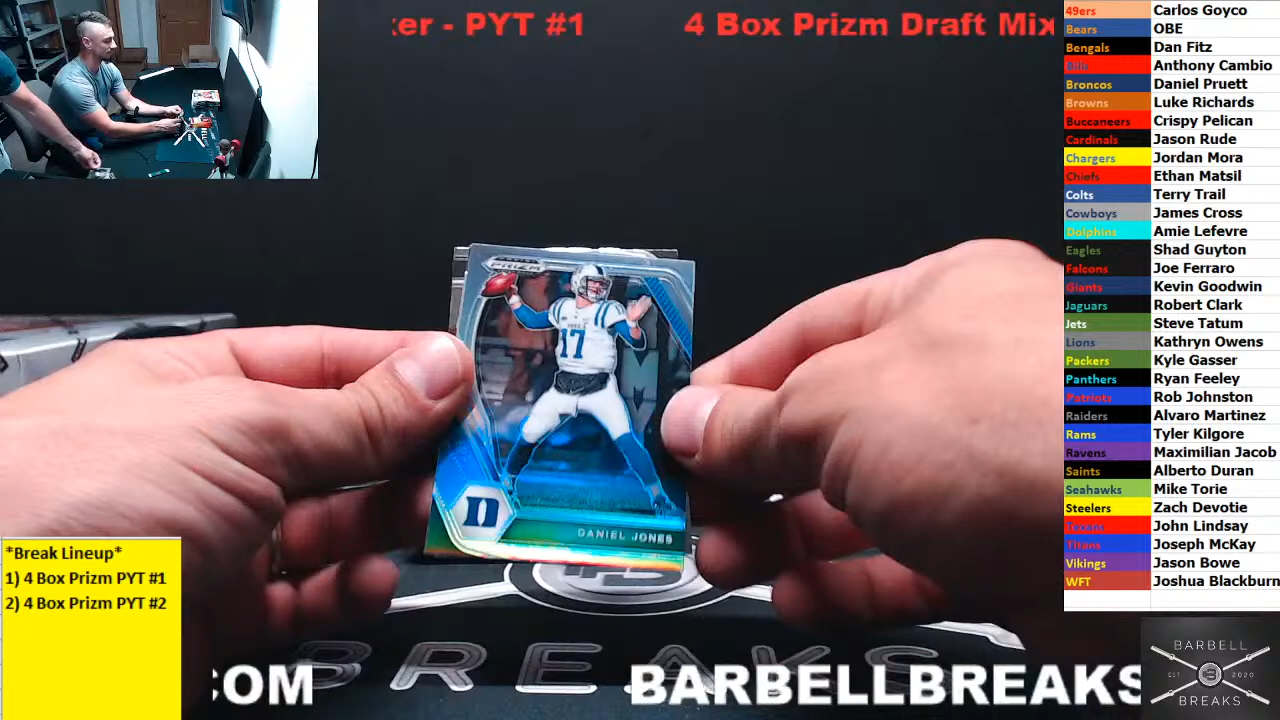 ker - PYT #1 4 Box Prizm Draft Mix
49ers Carlos Goyco
Bears OBE
Bengals Dan Fitz
Bills Anthony Cambio
Broncos Daniel Pruett
Browns Luke Richards
Buccaneers Crispy Pelican
Cardinals Jason Rude
Chargers Jordan Mora
Chiefs Ethan Matsil
Colts Terry Trail
Cowboys James Cross
Dolphins Amie Lefevre
Eagles Shad Guyton
Falcons Joe Ferraro
Giants Kevin Goodwin
Jaguars Robert Clark
Jets Steve Tatum
Lions Kathryn Owens
Packers Kyle Gasser
Panthers Ryan Feeley
Patriots Rob Johnston
Raiders Alvaro Martinez
Rams Tyler Kilgore
Ravens Maximilian Jacob
Saints Alberto Duran
Seahawks Mike Torie
Steelers Zach Devotie
Texans John Lindsay
Titans Joseph McKay
Vikings Jason Bowe
WFT Joshua Blackburn
PRIZM
17
D
DANIEL JONES
*Break Lineup*
1) 4 Box Prizm PYT #1
2) 4 Box Prizm PYT #2
BREAKS
.COM BARBELLBREAKS
BARBELL
EST 2020
BREAKS